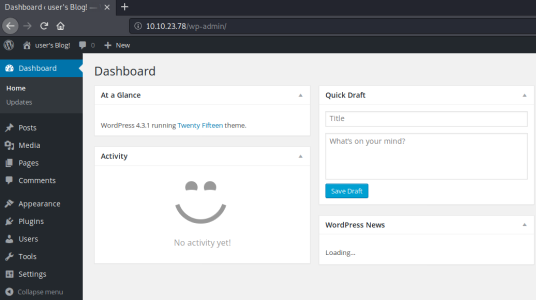 Dashboard ‹ user's Blog! —
10.10.23.78/wp-admin/
user's Blog!
0
New
Dashboard
Home
Updates
Posts
Media
Pages
Comments
Appearance
Plugins
Users
Tools
Settings
Collapse menu
Dashboard
At a Glance
WordPress 4.3.1 running Twenty Fifteen theme.
Activity
No activity yet!
Quick Draft
Title
What's on your mind?
Save Draft
WordPress News
Loading...